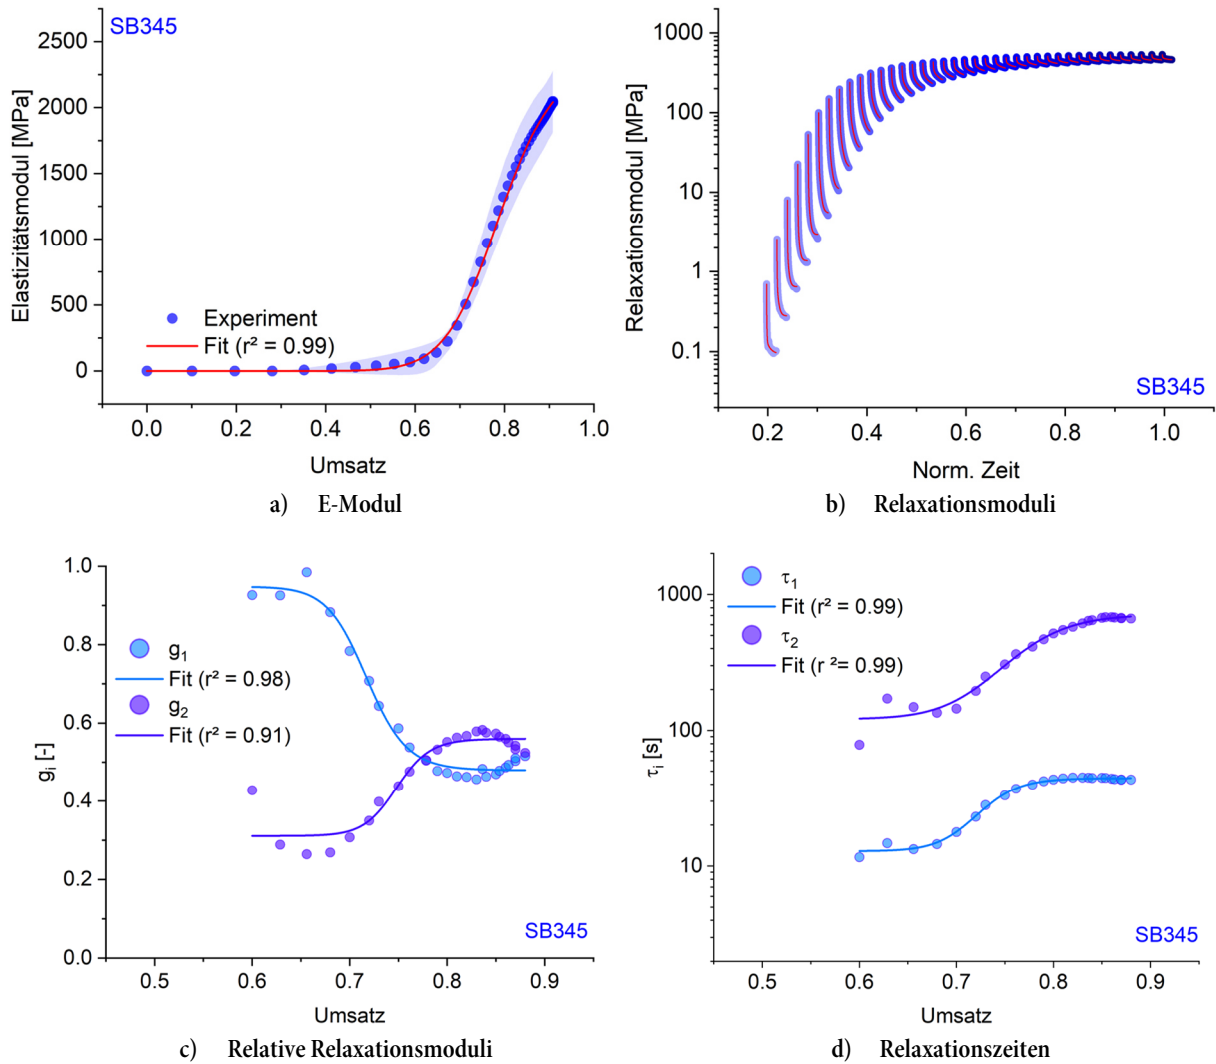 SB345
2500
2000
1500
1000
500
0
Elastizitätsmodul [MPa]
Experiment
Fit (r² = 0.99)
0.0 0.2 0.4 0.6 0.8 1.0
Umsatz
a) E-Modul
1000
100
10
1
0.1
Relaxationsmodul [MPa]
SB345
0.2 0.4 0.6 0.8 1.0
Norm. Zeit
b) Relaxationsmoduli
1.0
0.8
0.6
0.4
0.2
0.0
gi [-]
g1
Fit (r² = 0.98)
g2
Fit (r² = 0.91)
SB345
0.5 0.6 0.7 0.8 0.9
Umsatz
c) Relative Relaxationsmoduli
1000
100
10
τi [s]
τ1
Fit (r² = 0.99)
τ2
Fit (r² = 0.99)
SB345
0.5 0.6 0.7 0.8 0.9
Umsatz
d) Relaxationszeiten